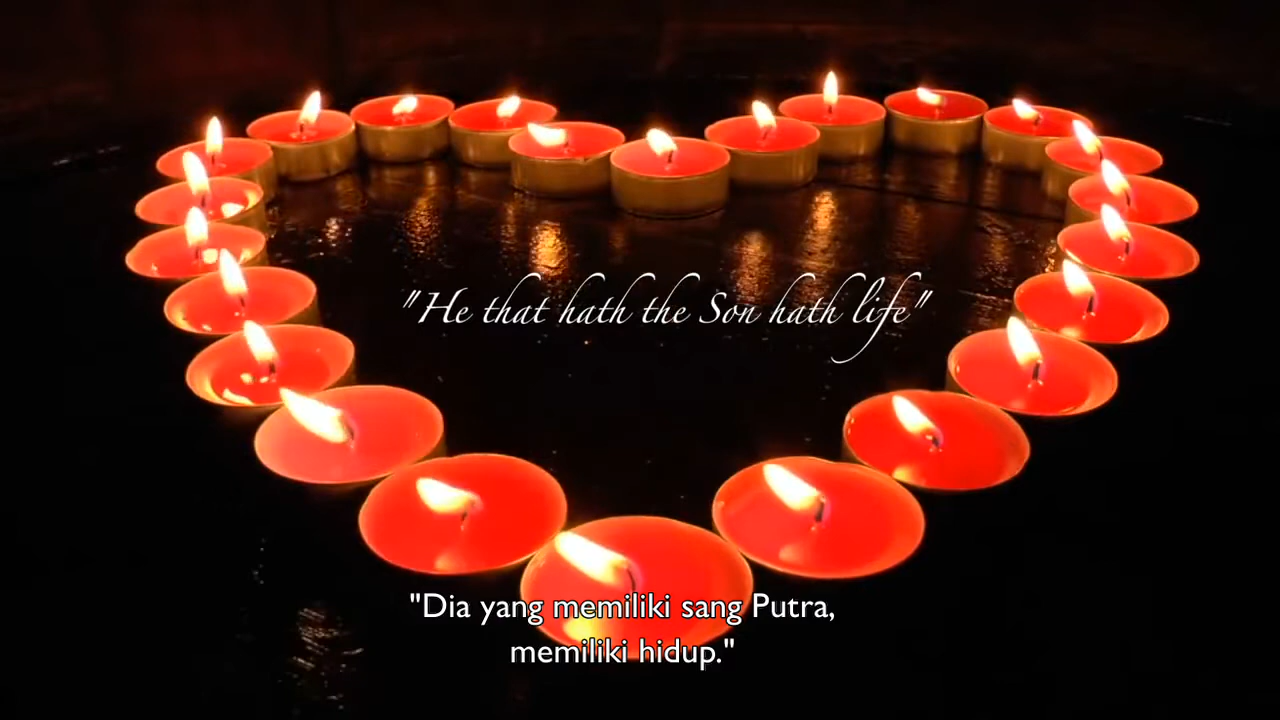 "He that hath the Son hath life"
"Dia yang memiliki sang Putra,
memiliki hidup."